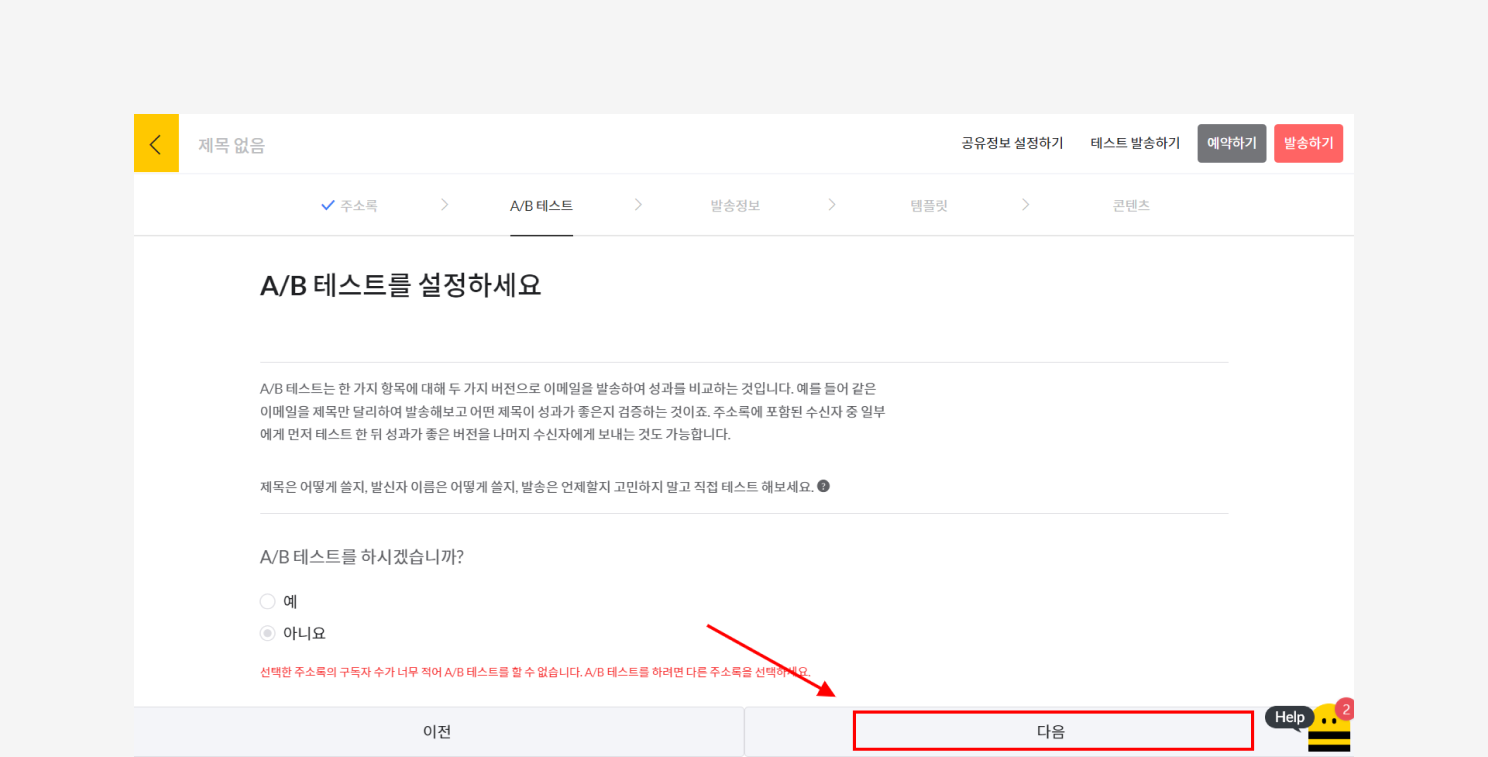 제목 없음
공유정보 설정하기
테스트 발송하기
예약하기
발송하기
주소록
A/B 테스트
발송정보
템플릿
콘텐츠
A/B 테스트를 설정하세요
A/B 테스트는 한 가지 항목에 대해 두 가지 버전으로 이메일을 발송하여 성과를 비교하는 것입니다. 예를 들어 같은
이메일을 제목만 달리하여 발송해보고 어떤 제목이 성과가 좋은지 검증하는 것이죠. 주소록에 포함된 수신자 중 일부
에게 먼저 테스트 한 뒤 성과가 좋은 버전을 나머지 수신자에게 보내는 것도 가능합니다.
제목은 어떻게 쓸지, 발신자 이름은 어떻게 쓸지, 발송은 언제할지 고민하지 말고 직접 테스트 해보세요. ?
A/B 테스트를 하시겠습니까?
예
아니요
선택한 주소록의 구독자 수가 너무 적어 A/B 테스트를 할 수 없습니다. A/B 테스트를 하려면 다른 주소록을 선택하세요.
이전
다음
Help
2